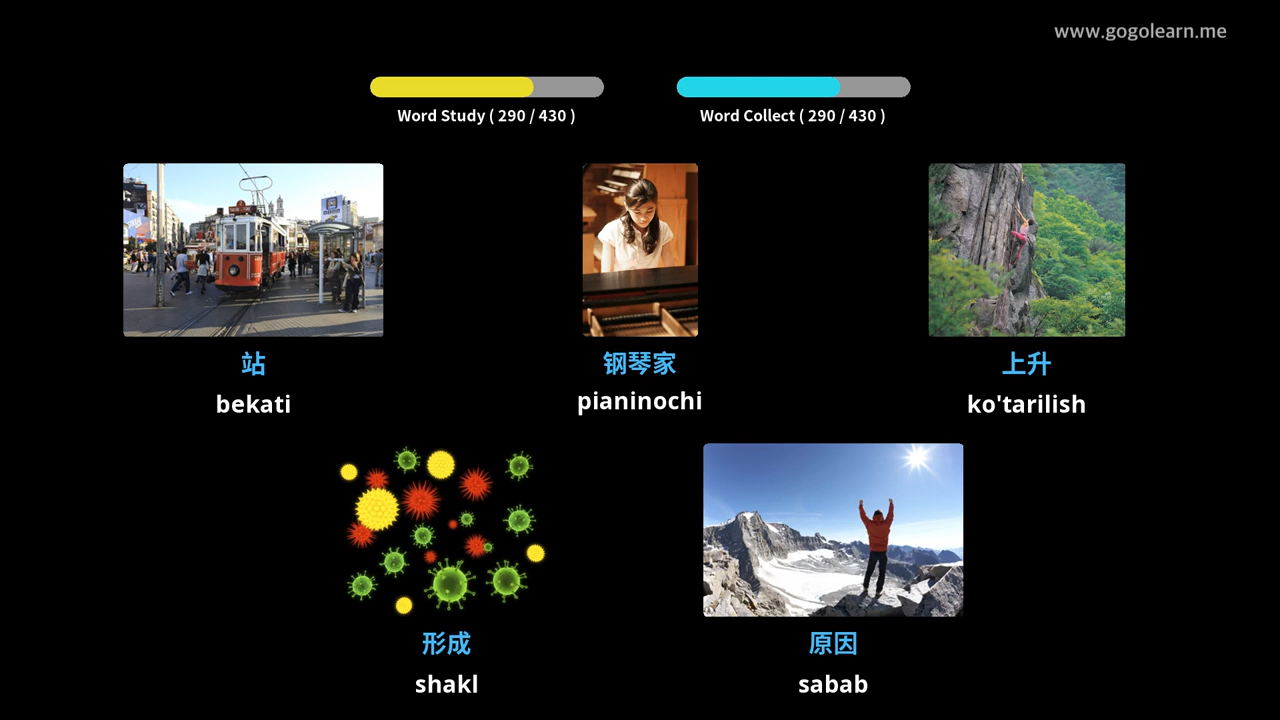 www.gogolearn.me
Word Study ( 290 / 430 )
Word Collect ( 290 / 430 )
站
bekati
钢琴家
pianinochi
上升
ko'tarilish
形成
shakl
原因
sabab